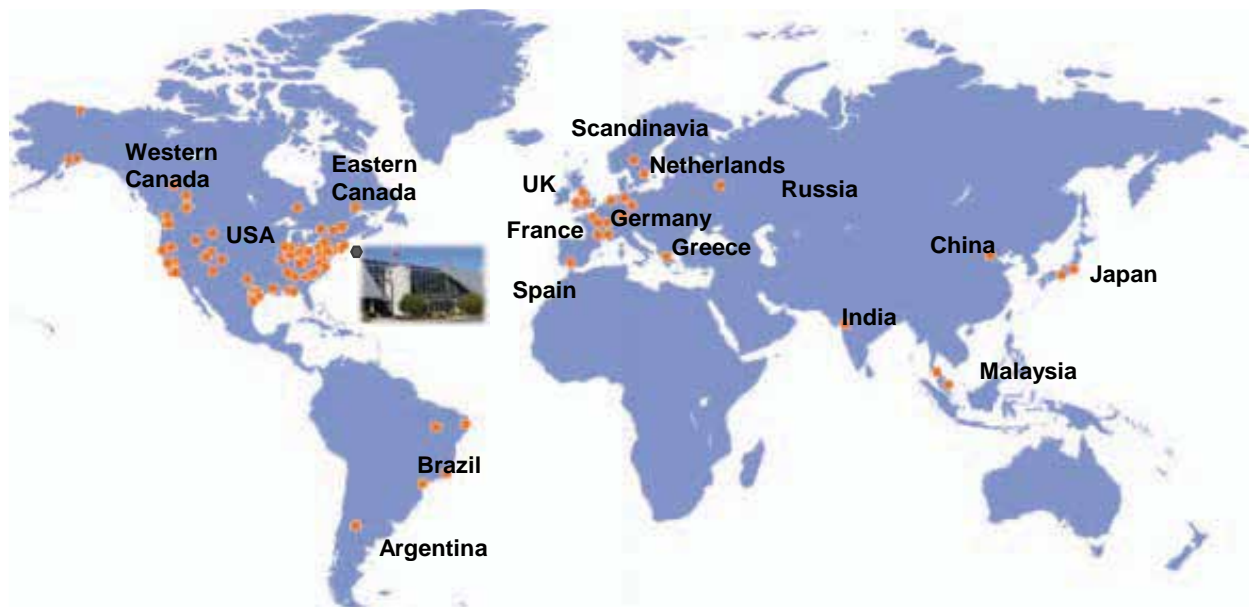 Scandinavia
Western
Canada
Eastern
Canada
Netherlands
UK
Russia
Germany
France
USA
Greece
China
Japan
Spain
India
Malaysia
Brazil
Argentina